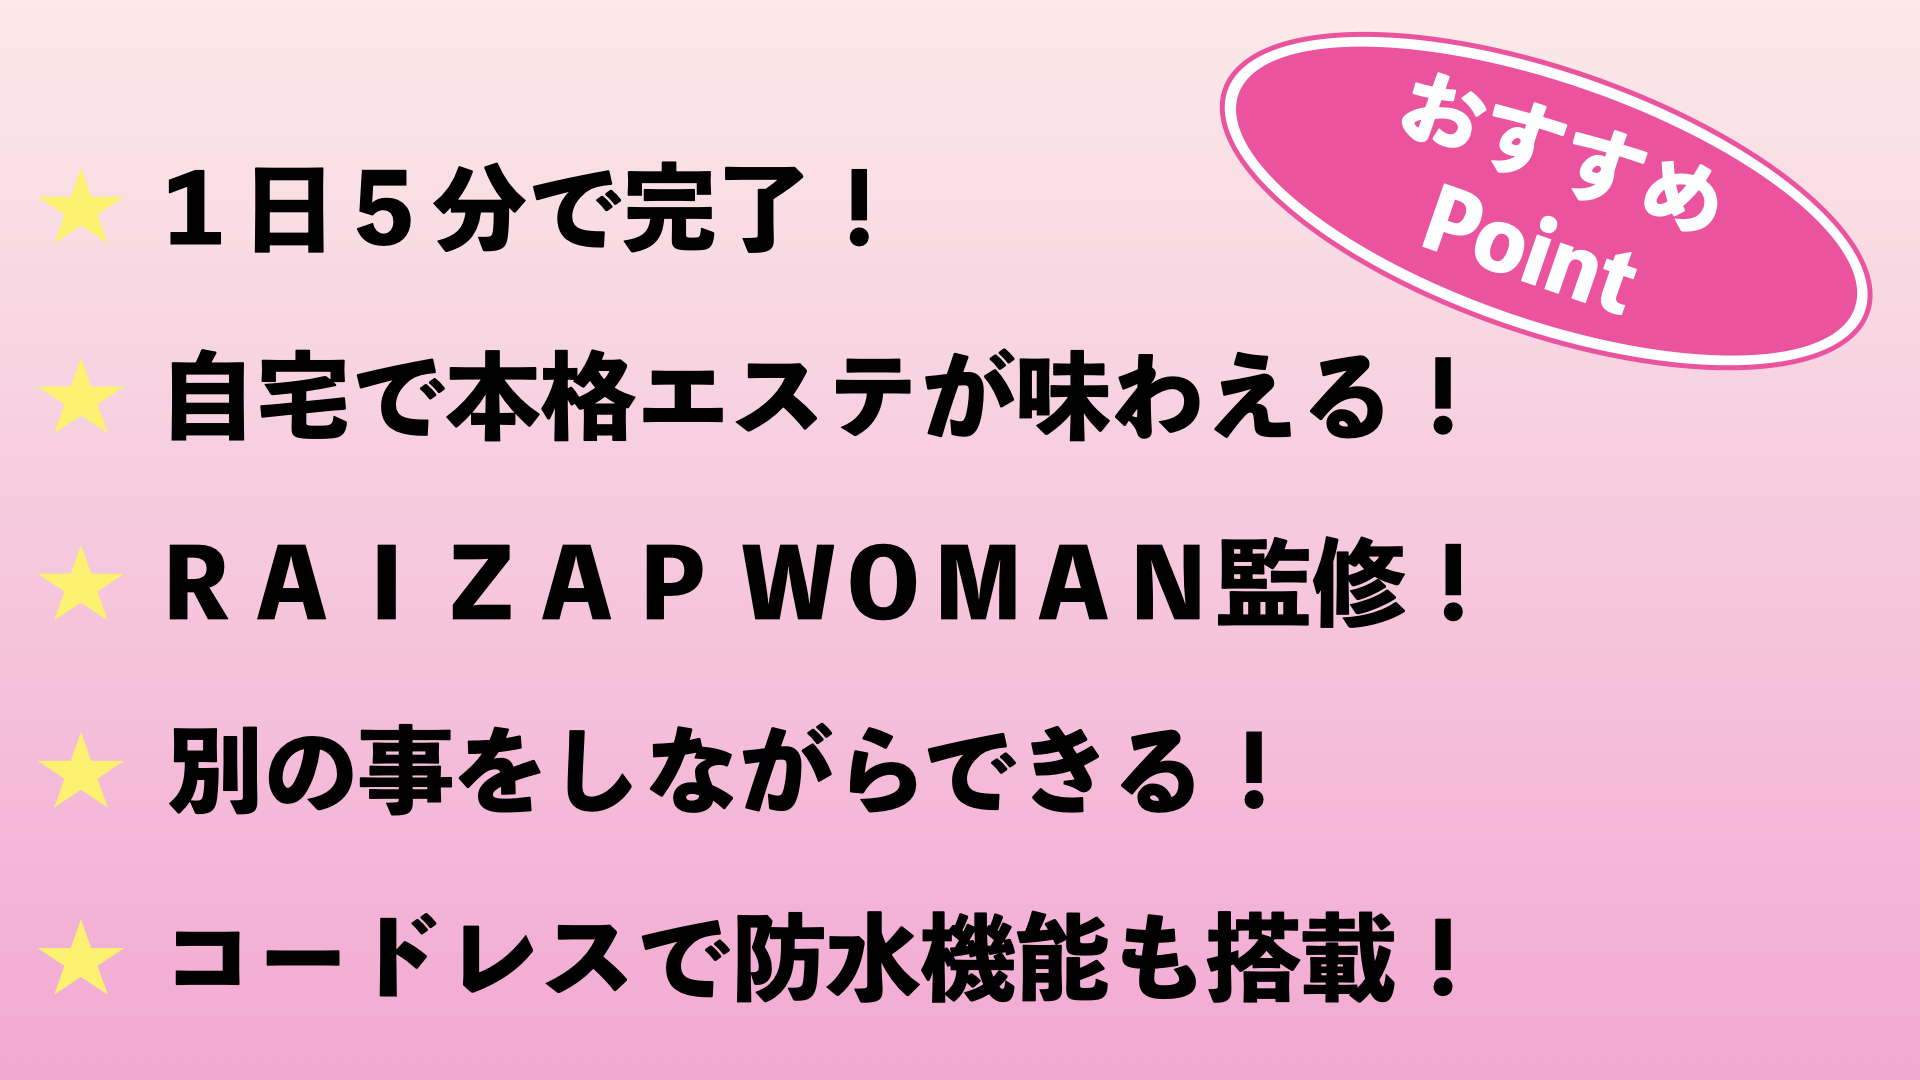 おすすめ
Point
★ １日５分で完了！
★ 自宅で本格エステが味わえる！
★ ＲＡＩＺＡＰ ＷＯＭＡＮ監修！
★ 別の事をしながらできる！
★ コードレスで防水機能も搭載！